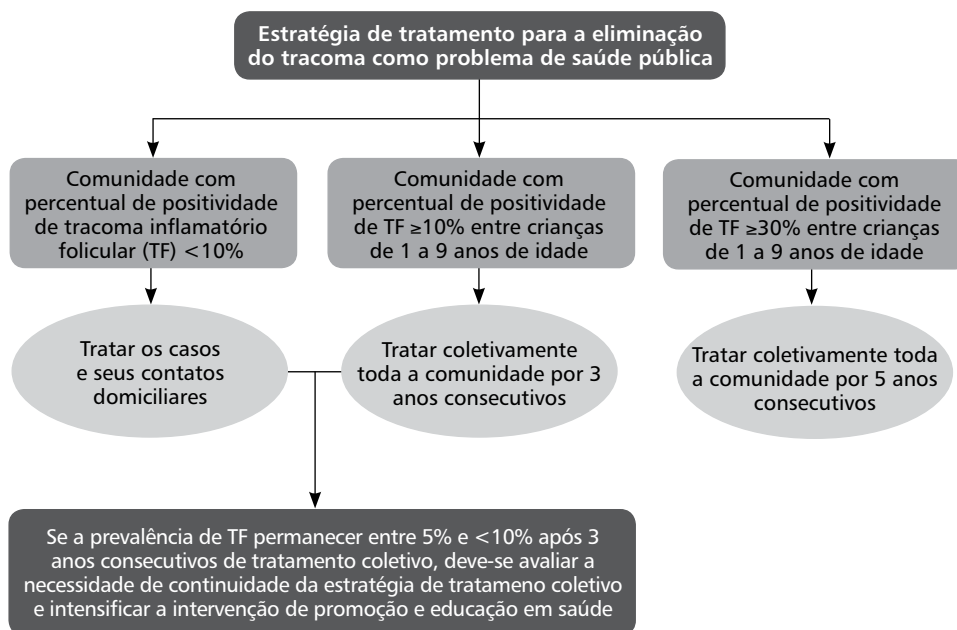 Estratégia de tratamento para a eliminação
do tracoma como problema de saúde pública
Comunidade com
percentual de positividade
de tracoma inflamatório
folicular (TF) <10%
Comunidade com
percentual de positividade
de TF ≥10% entre crianças
de 1 a 9 anos de idade
Comunidade com
percentual de positividade
de TF ≥30% entre crianças
de 1 a 9 anos de idade
Tratar os casos
e seus contatos
domiciliares
Tratar coletivamente
toda a comunidade por 3
anos consecutivos
Tratar coletivamente toda
a comunidade por 5 anos
consecutivos
Se a prevalência de TF permanecer entre 5% e <10% após 3
anos consecutivos de tratamento coletivo, deve-se avaliar a
necessidade de continuidade da estratégia de tratameno coletivo
e intensificar a intervenção de promoção e educação em saúde